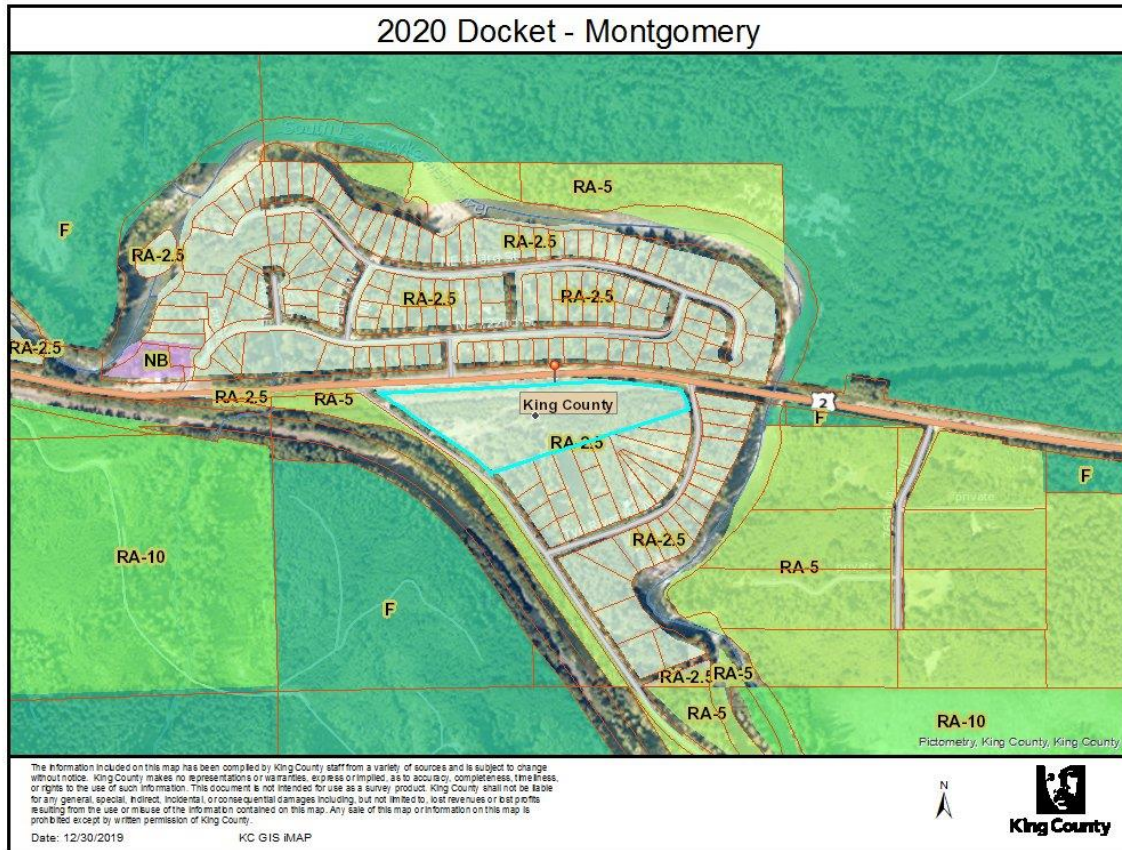 2020 Docket - Montgomery
South
RA-5
F
RA-2.5
RA-2.5
RA-2.5
RA-2.5
RA-2.5
NB
RA-2.5
RA-5
King County
2
F
RA-2.5
F
private
RA-10
RA-2.5
RA-5
F
RA-2.5
RA-5
RA-5
RA-10
Pictometry, King County, King County
The information included on this map has been compiled by King County staff from a variety of sources and is subject to change
without notice. King County makes no representations or warranties, express or implied, as to accuracy, completeness, timeliness,
or rights to the use of such information. This document is not intended for use as a survey product. King County shall not be liable
for any general, special, indirect, incidental, or consequential damages including, but not limited to, lost revenues or lost profits
resulting from the use or misuse of the information contained on this map. Any sale of this map or information on this map is
prohibited except by written permission of King County.
Date: 12/30/2019 KC GIS iMAP
N
King County